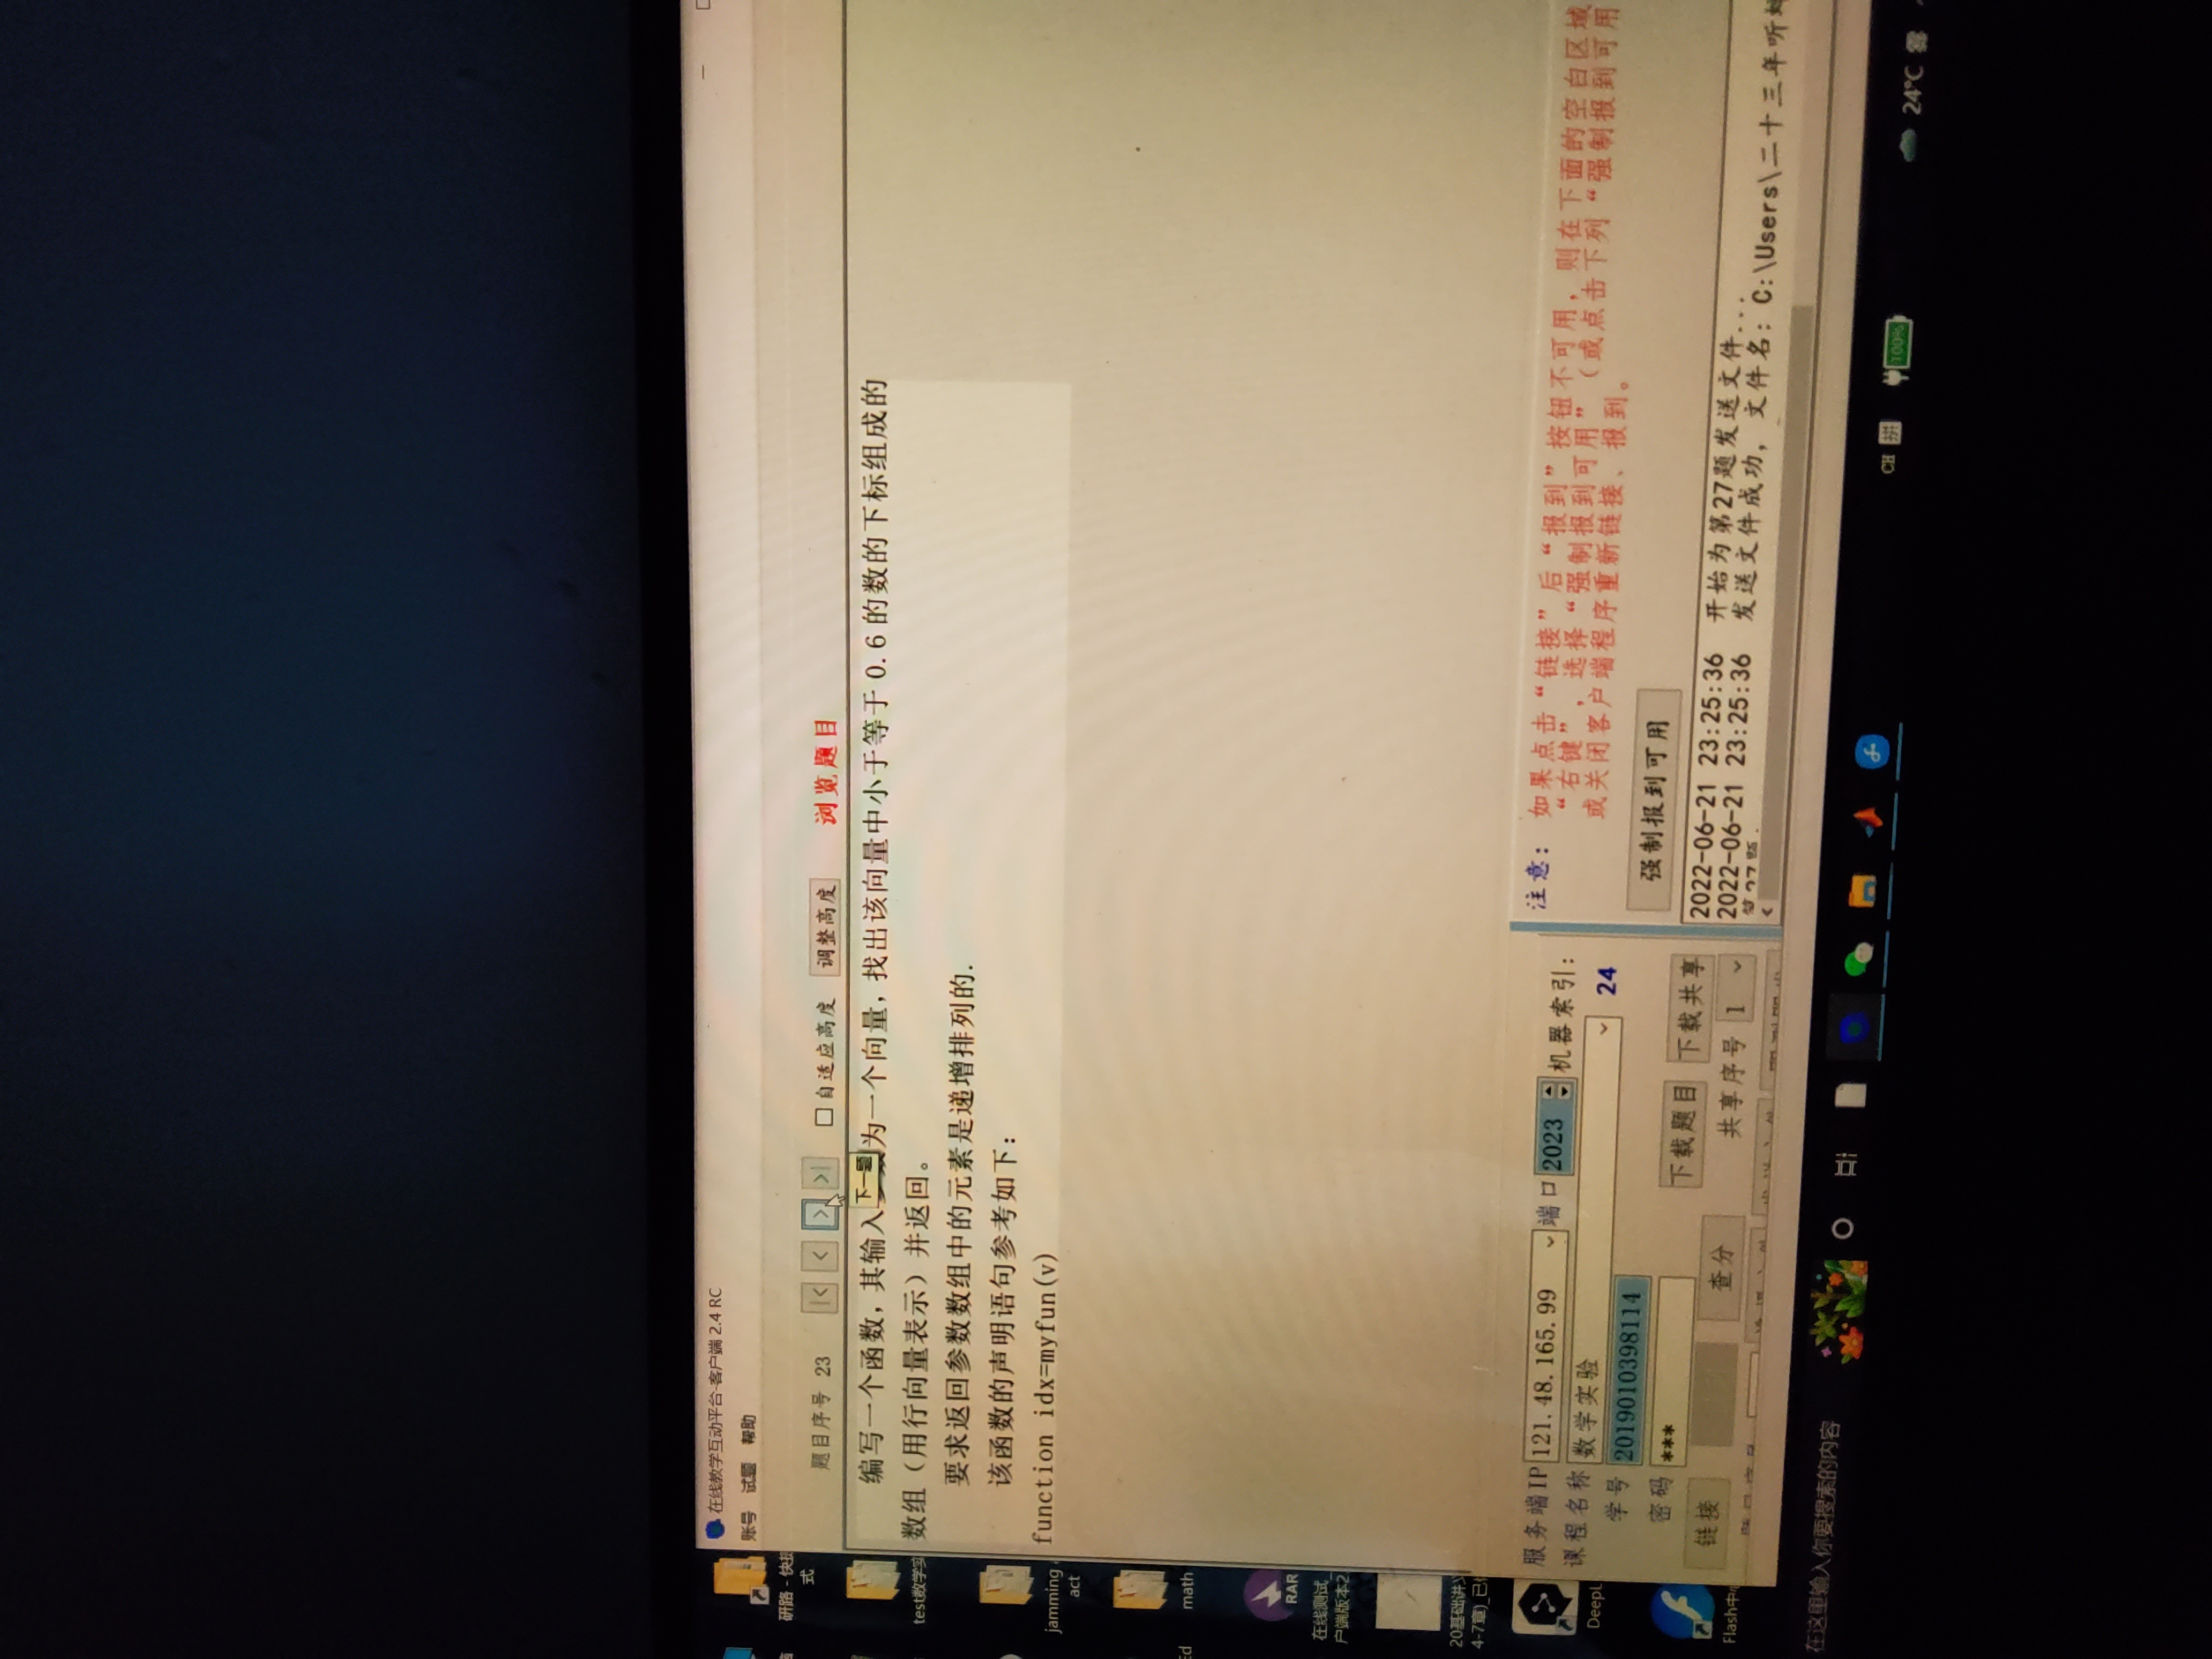 在线教学互动平台-客户端 2.4 RC
账号 试题 帮助
题目序号 23
|< < > >|
自适应高度
调整高度
浏览题目
下一题
编写一个函数, 其输入 为一个向量, 找出该向量中小于等于 0.6 的数的下标组成的
数组（用行向量表示）并返回。
要求返回参数数组中的元素是递增排列的.
该函数的声明语句参考如下:
function idx=myfun(v)
研路 - 快捷
式
test数学实
jamming
act
math
Ed
RAR
在线测试_
户端版本2.
20基础讲义
4-7章)_已
DeepL
Flash中心
服务端IP 121.48.165.99 端口 2023 机器索引:
课程名称 数学实验 24
学号 2019010398114
密码 ***
下载题目 下载共享
链接 查分
共享序号 1
注意: 如果点击“链接”后“报到”按钮不可用, 则在下面的空白区域
“右键”, 选择“强制报到可用”（或点击下列“强制报到可用
或关闭客户端程序重新链接、报到。
强制报到可用
2022-06-21 23:25:36 开始为第27题发送文件...
2022-06-21 23:25:36 发送文件成功, 文件名: C:\Users\二十三年听
第27题.
在这里输入你要搜索的内容
CH 拼
100%
24°C 雾